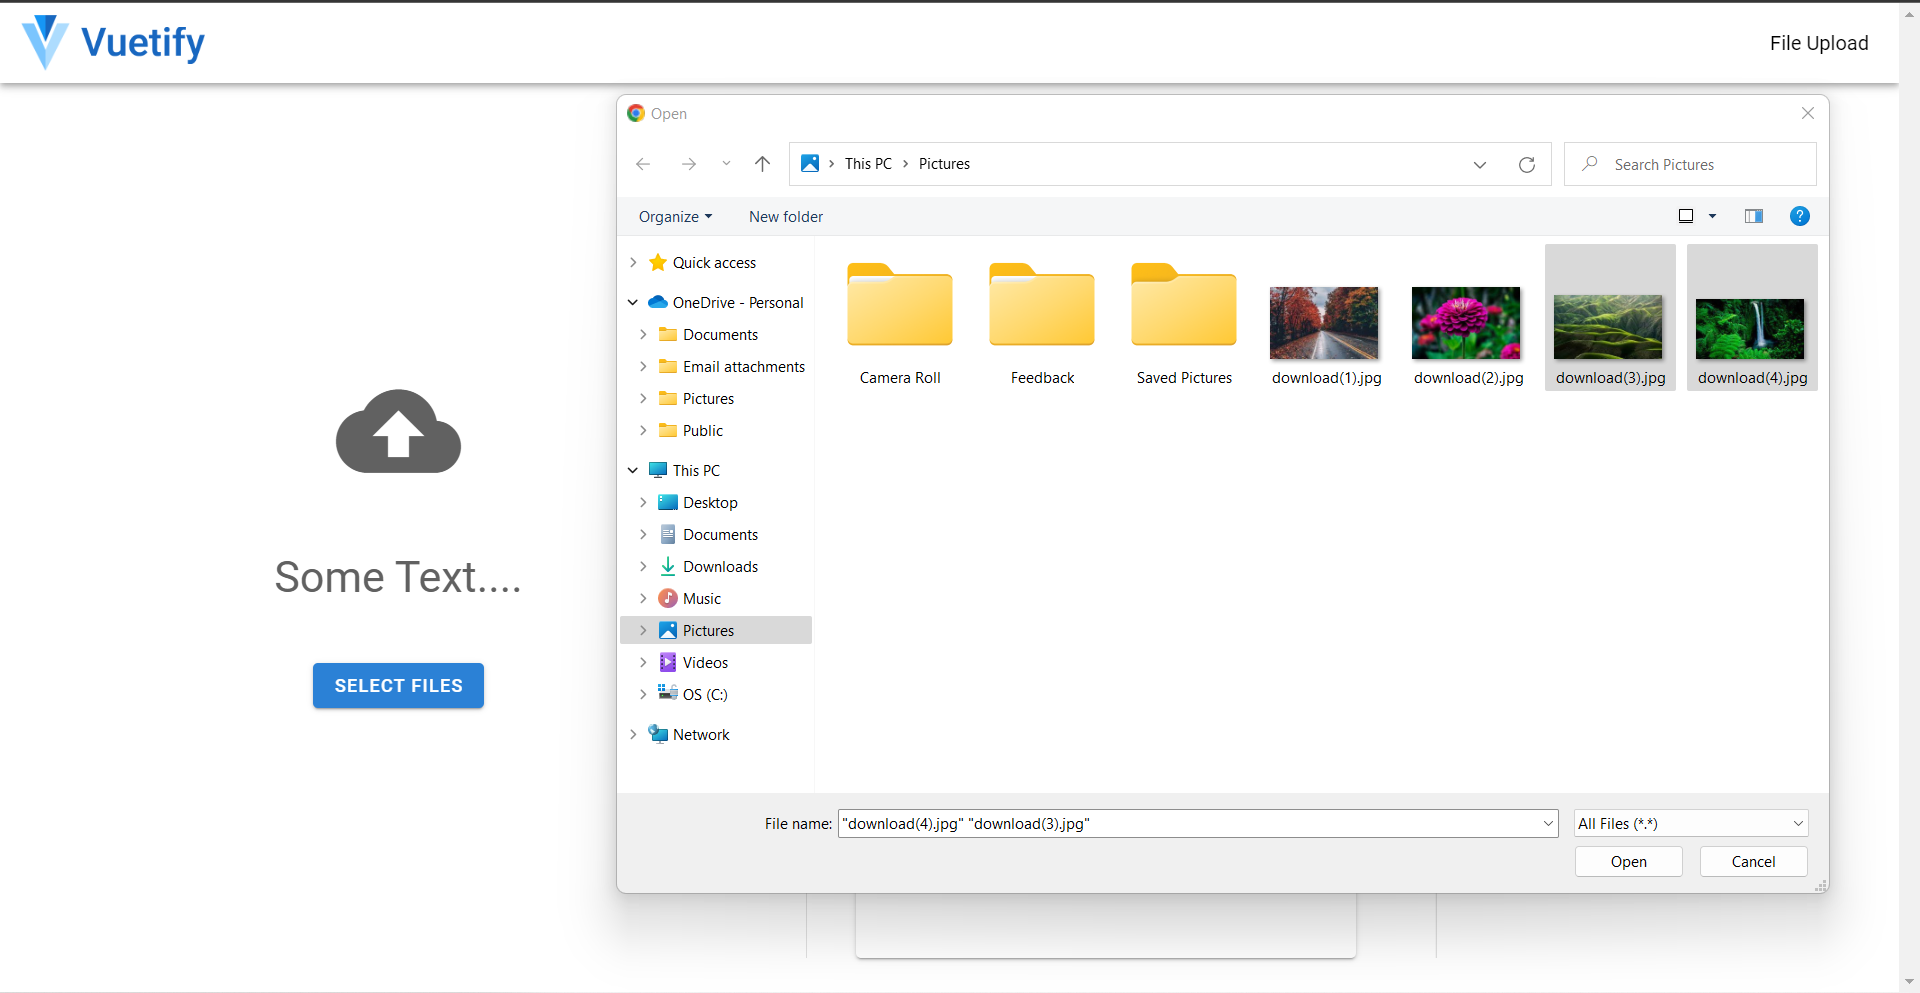 Vuetify
File Upload
Open
This PC
Pictures
Search Pictures
Organize
New folder
?
Quick access
OneDrive - Personal
Documents
Email attachments
Pictures
Public
This PC
Desktop
Documents
Downloads
Music
Pictures
Videos
OS (C:)
Network
Camera Roll
Feedback
Saved Pictures
download(1).jpg
download(2).jpg
download(3).jpg
download(4).jpg
Some Text....
SELECT FILES
File name: "download(4).jpg" "download(3).jpg"
All Files (*.*)
Open
Cancel